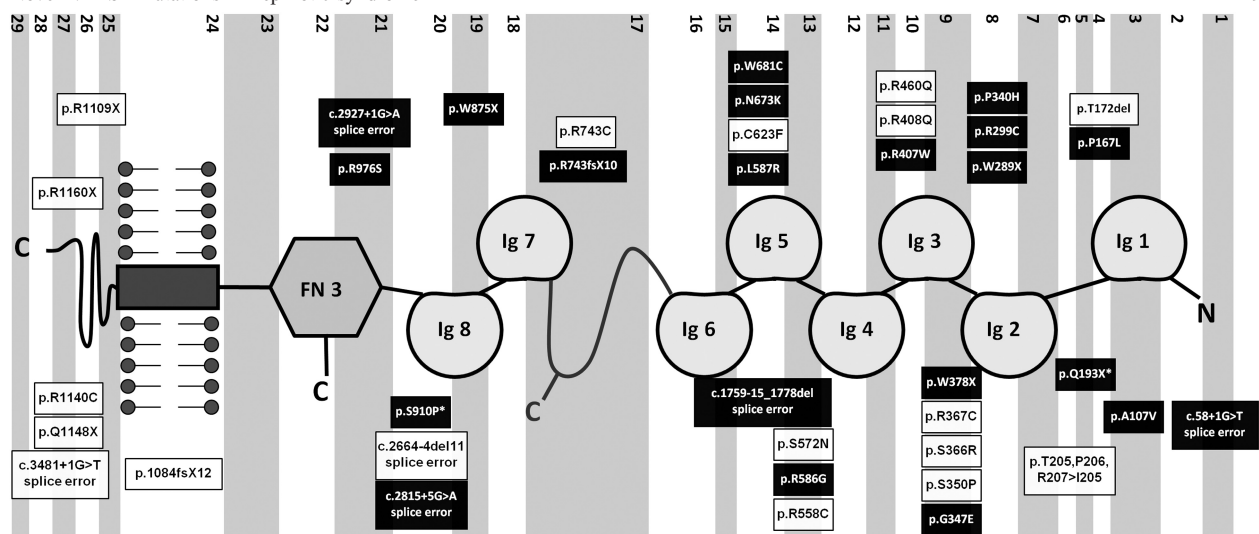 29
28
27
26
25
24
23
22
21
20
19
18
17
16
15
14
13
12
11
10
9
8
7
6
5
4
3
2
1
p.R1109X
p.R1160X
c.2927+1G>A
splice error
p.R976S
p.W875X
p.R743C
p.R743fsX10
p.W681C
p.N673K
p.C623F
p.L587R
p.R460Q
p.R408Q
p.R407W
p.P340H
p.R299C
p.W289X
p.T172del
p.P167L
C
FN 3
Ig 8
Ig 7
Ig 6
Ig 5
Ig 4
Ig 3
Ig 2
Ig 1
N
C
C
p.R1140C
p.Q1148X
c.3481+1G>T
splice error
p.1084fsX12
p.S910P*
c.2664-4del11
splice error
c.2815+5G>A
splice error
c.1759-15_1778del
splice error
p.S572N
p.R586G
p.R558C
p.W378X
p.R367C
p.S366R
p.S350P
p.G347E
p.Q193X*
p.A107V
p.T205,P206,
R207>I205
c.58+1G>T
splice error